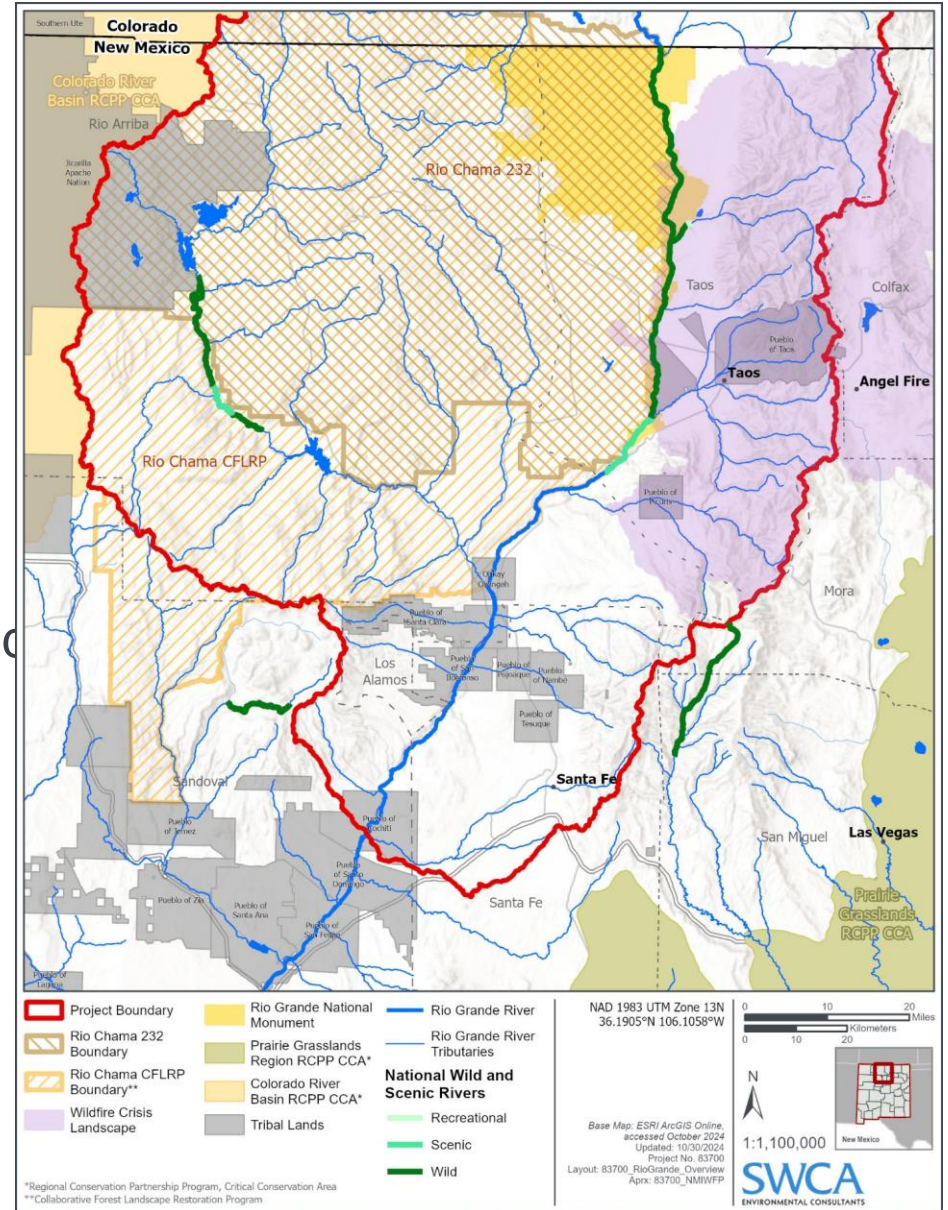 Southern Ute
Colorado
New Mexico
Colorado River
Basin RCPP CCA
Rio Arriba
Jicarilla
Apache
Nation
Rio Chama 232
Taos
Colfax
Pueblo
of Taos
Taos
Angel Fire
Rio Chama CFLRP
Pueblo of
Picuris
Mora
Ohkay
Owingeh
Pueblo of
Santa Clara
Los
Alamos
Pueblo
of San
Ildefonso
Pueblo of
Pojoaque
Pueblo
of Nambe
Pueblo of
Tesuque
Santa Fe
Sandoval
Pueblo of
Cochiti
San Miguel
Las Vegas
Pueblo
of Jemez
Pueblo
of Santo
Domingo
Pueblo of Zia
Pueblo of
Santa Ana
Santa Fe
Prairie
Grasslands
RCPP CCA
Pueblo of
San Felipe
Pueblo of
Laguna
Project Boundary
Rio Chama 232
Boundary
Rio Chama CFLRP
Boundary**
Wildfire Crisis
Landscape
Rio Grande National
Monument
Prairie Grasslands
Region RCPP CCA*
Colorado River
Basin RCPP CCA*
Tribal Lands
Rio Grande River
Rio Grande River
Tributaries
National Wild and
Scenic Rivers
Recreational
Scenic
Wild
*Regional Conservation Partnership Program, Critical Conservation Area
**Collaborative Forest Landscape Restoration Program
NAD 1983 UTM Zone 13N
36.1905°N 106.1058°W
Base Map: ESRI ArcGIS Online,
accessed October 2024
Updated: 10/30/2024
Project No. 83700
Layout: 83700_RioGrande_Overview
Aprx: 83700_NMIWFP
0 10 20
Miles
Kilometers
0 10 20
N
1:1,100,000
New Mexico
SWCA
ENVIRONMENTAL CONSULTANTS